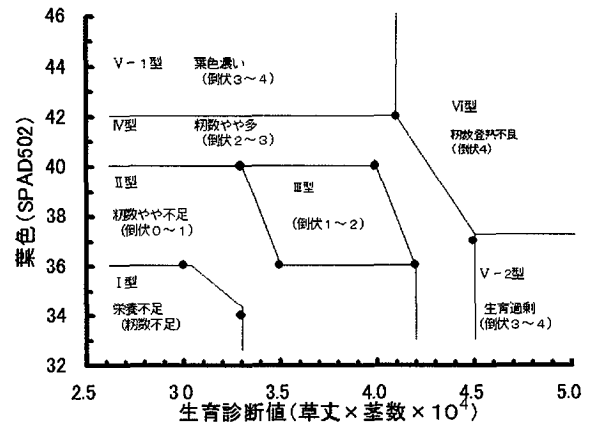 46
Ⅴ－1型 葉色濃い
(倒伏3～4)
44
Ⅵ型
42
Ⅳ型 籾数やや多
籾数登熟不良
(倒伏2～3)
(倒伏4)
40
Ⅱ型 Ⅲ型
38
籾数やや不足
(倒伏0～1)
(倒伏1～2)
36
Ⅰ型
Ⅴ－2型
栄養不足
(籾数不足)
生育過剰
(倒伏3～4)
34
32
葉色(SPAD502)
2.5 3.0 3.5 4.0 4.5 5.0
生育診断値(草丈×茎数×10⁴)